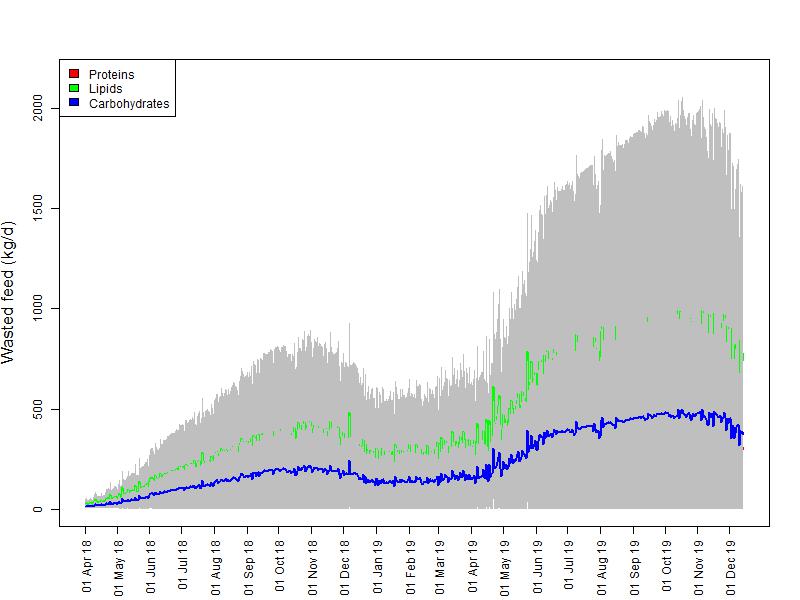 Proteins
Lipids
Carbohydrates
Wasted feed (kg/d)
2000
1500
1000
500
0
01 Apr 18
01 May 18
01 Jun 18
01 Jul 18
01 Aug 18
01 Sep 18
01 Oct 18
01 Nov 18
01 Dec 18
01 Jan 19
01 Feb 19
01 Mar 19
01 Apr 19
01 May 19
01 Jun 19
01 Jul 19
01 Aug 19
01 Sep 19
01 Oct 19
01 Nov 19
01 Dec 19